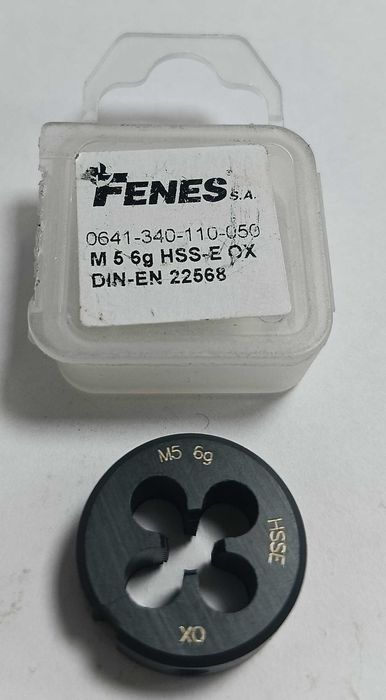 FENES S.A.
0641-340-110-050
M 5 6g HSS-E OX
DIN-EN 22568
M5 6g
HSSE
OX